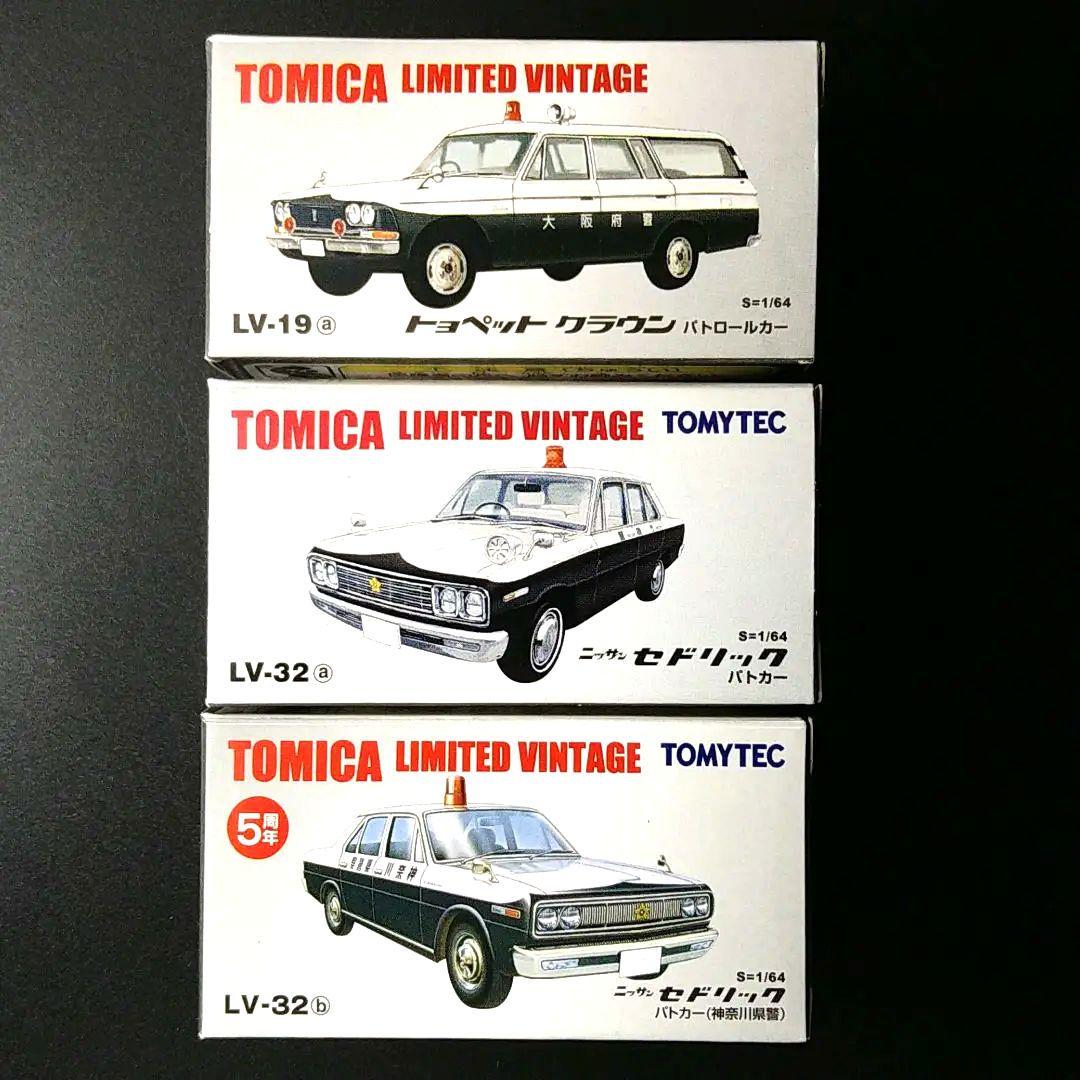 TOMICA LIMITED VINTAGE
大阪府警
S=1/64
LV-19 ⓐ トヨペット クラウン パトロールカー
TOMICA LIMITED VINTAGE TOMYTEC
S=1/64
LV-32 ⓐ ニッサン セドリック
パトカー
TOMICA LIMITED VINTAGE TOMYTEC
5周年
S=1/64
LV-32 ⓑ ニッサン セドリック
パトカー(神奈川県警)